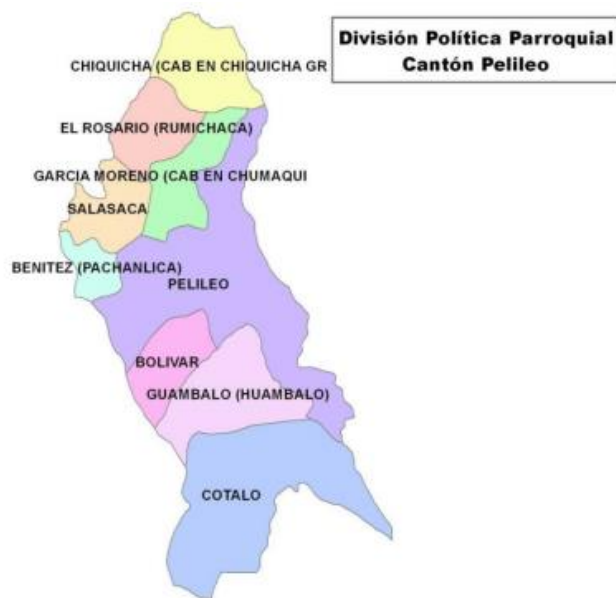 División Política Parroquial
Cantón Pelileo
CHIQUICHA (CAB EN CHIQUICHA GR
EL ROSARIO (RUMICHACA)
GARCIA MORENO (CAB EN CHUMAQUI
SALASACA
BENITEZ (PACHANLICA)
PELILEO
BOLIVAR
GUAMBALO (HUAMBALO)
COTALO